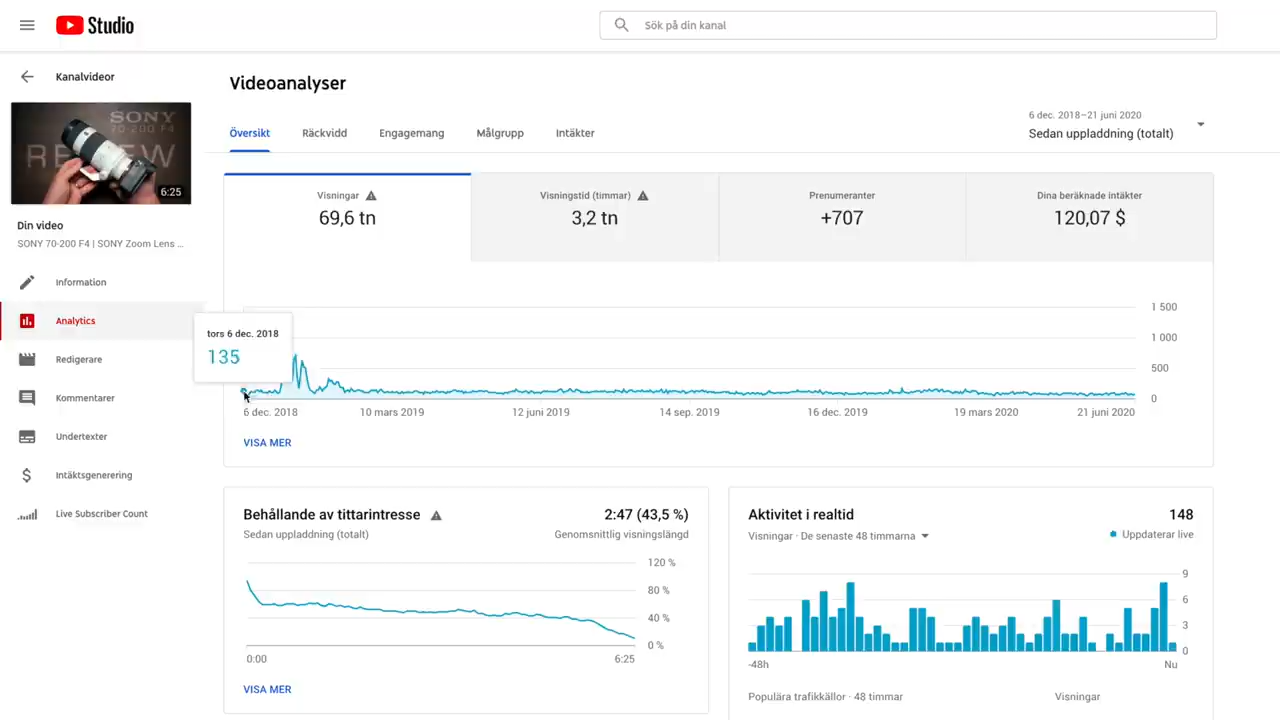 Studio
Sök på din kanal
Kanalvideor
SONY
70-200 F4
REVIEW
6:25
Din video
SONY 70-200 F4 | SONY Zoom Lens ...
Information
Analytics
Redigerare
Kommentarer
Undertexter
Intäktsgenerering
Live Subscriber Count
Videoanalyser
Översikt
Räckvidd
Engagemang
Målgrupp
Intäkter
6 dec. 2018–21 juni 2020
Sedan uppladdning (totalt)
Visningar
69,6 tn
Visningstid (timmar)
3,2 tn
Prenumeranter
+707
Dina beräknade intäkter
120,07 $
tors 6 dec. 2018
135
1 500
1 000
500
0
6 dec. 2018
10 mars 2019
12 juni 2019
14 sep. 2019
16 dec. 2019
19 mars 2020
21 juni 2020
VISA MER
Behållande av tittarintresse
2:47 (43,5 %)
Sedan uppladdning (totalt)
Genomsnittlig visningslängd
120 %
80 %
40 %
0 %
0:00
6:25
VISA MER
Aktivitet i realtid
148
Visningar · De senaste 48 timmarna
Uppdaterar live
9
6
3
0
-48h
Nu
Populära trafikkällor · 48 timmar
Visningar